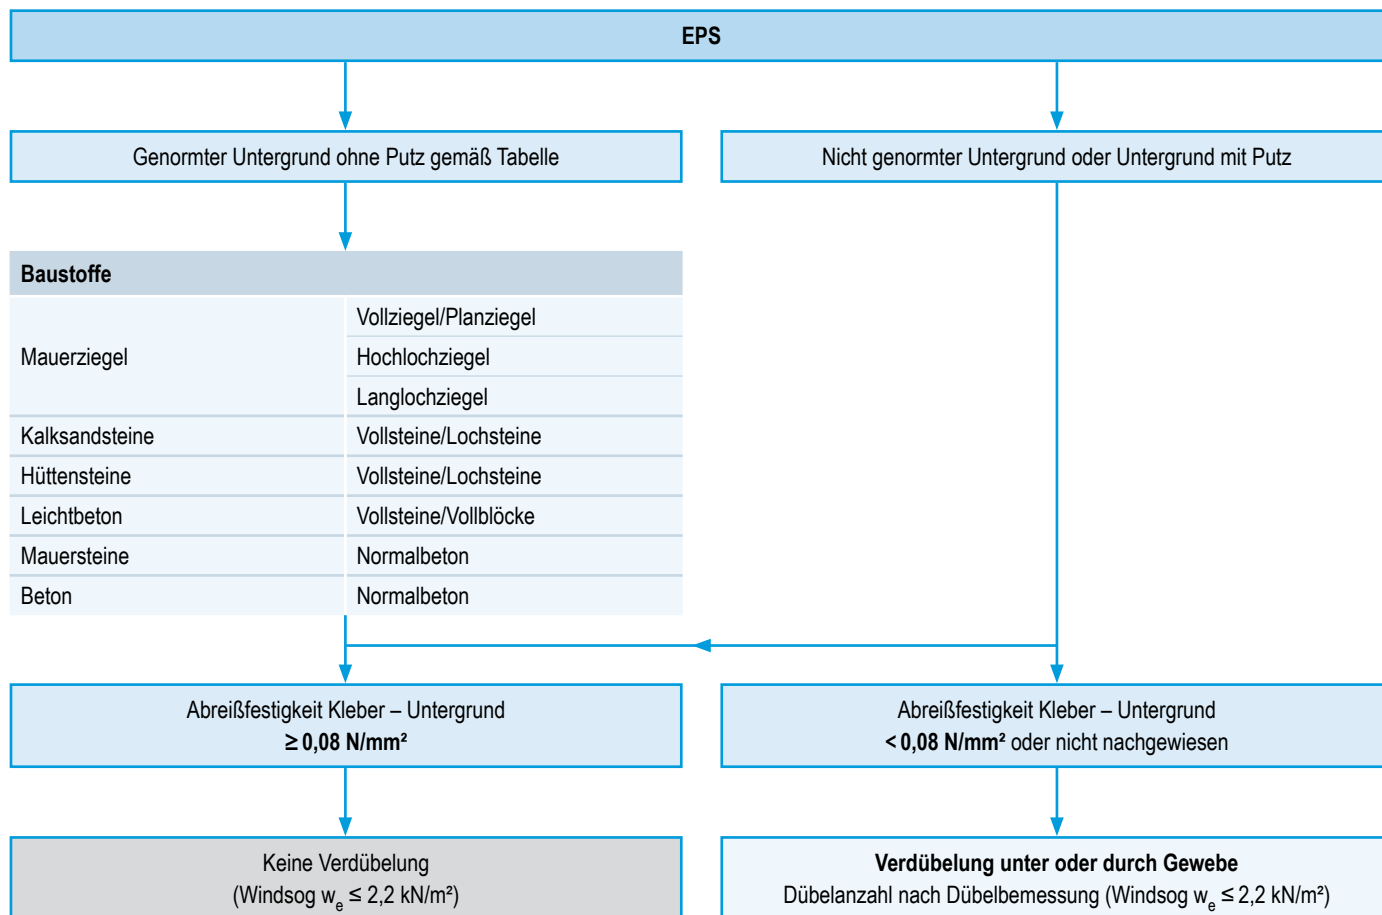 EPS
Genormter Untergrund ohne Putz gemäß Tabelle
Nicht genormter Untergrund oder Untergrund mit Putz
Baustoffe
Mauerziegel
Vollziegel/Planziegel
Hochlochziegel
Langlochziegel
Kalksandsteine
Vollsteine/Lochsteine
Hüttensteine
Vollsteine/Lochsteine
Leichtbeton
Vollsteine/Vollblöcke
Mauersteine
Normalbeton
Beton
Normalbeton
Abreißfestigkeit Kleber – Untergrund
≥ 0,08 N/mm²
Abreißfestigkeit Kleber – Untergrund
< 0,08 N/mm² oder nicht nachgewiesen
Keine Verdübelung
(Windsog wₑ ≤ 2,2 kN/m²)
Verdübelung unter oder durch Gewebe
Dübelanzahl nach Dübelbemessung (Windsog wₑ ≤ 2,2 kN/m²)